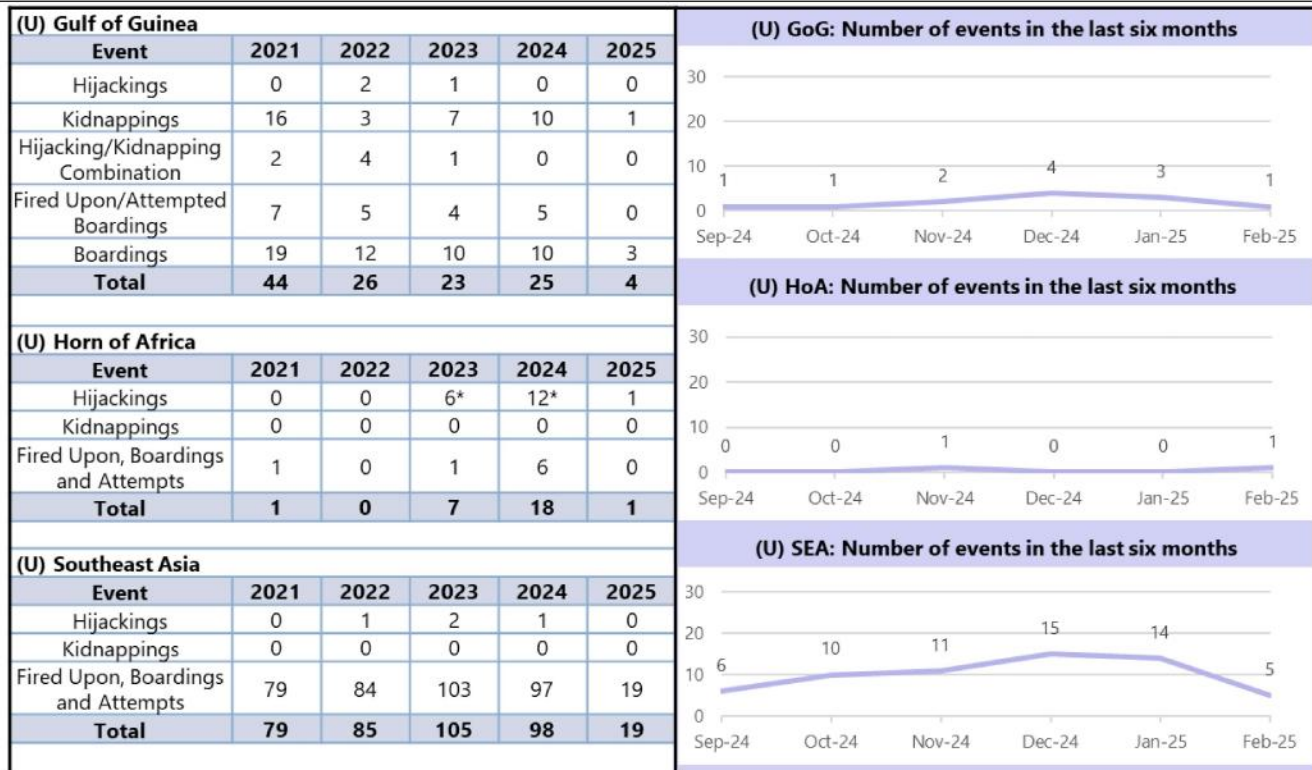 (U) Gulf of Guinea
Event 2021 2022 2023 2024 2025
Hijackings 0 2 1 0 0
Kidnappings 16 3 7 10 1
Hijacking/Kidnapping
Combination 2 4 1 0 0
Fired Upon/Attempted
Boardings 7 5 4 5 0
Boardings 19 12 10 10 3
Total 44 26 23 25 4
(U) Horn of Africa
Event 2021 2022 2023 2024 2025
Hijackings 0 0 6* 12* 1
Kidnappings 0 0 0 0 0
Fired Upon, Boardings
and Attempts 1 0 1 6 0
Total 1 0 7 18 1
(U) Southeast Asia
Event 2021 2022 2023 2024 2025
Hijackings 0 1 2 1 0
Kidnappings 0 0 0 0 0
Fired Upon, Boardings
and Attempts 79 84 103 97 19
Total 79 85 105 98 19
(U) GoG: Number of events in the last six months
30
20
10
0
1 1 2 4 3 1
Sep-24 Oct-24 Nov-24 Dec-24 Jan-25 Feb-25
(U) HoA: Number of events in the last six months
30
20
10
0
0 0 1 0 0 1
Sep-24 Oct-24 Nov-24 Dec-24 Jan-25 Feb-25
(U) SEA: Number of events in the last six months
30
20
10
0
6 10 11 15 14 5
Sep-24 Oct-24 Nov-24 Dec-24 Jan-25 Feb-25